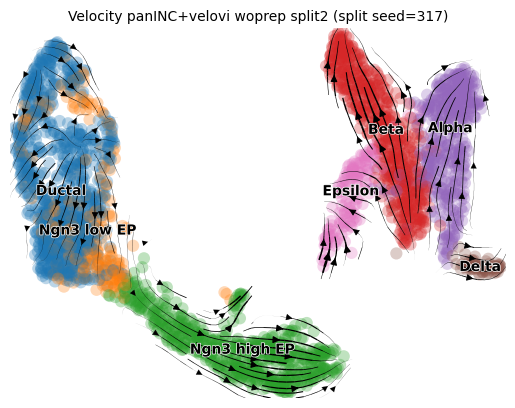 Velocity panINC+velovi woprep split2 (split seed=317)
Beta
Alpha
Ductal
Epsilon
Ngn3 low EP
Delta
Ngn3 high EP